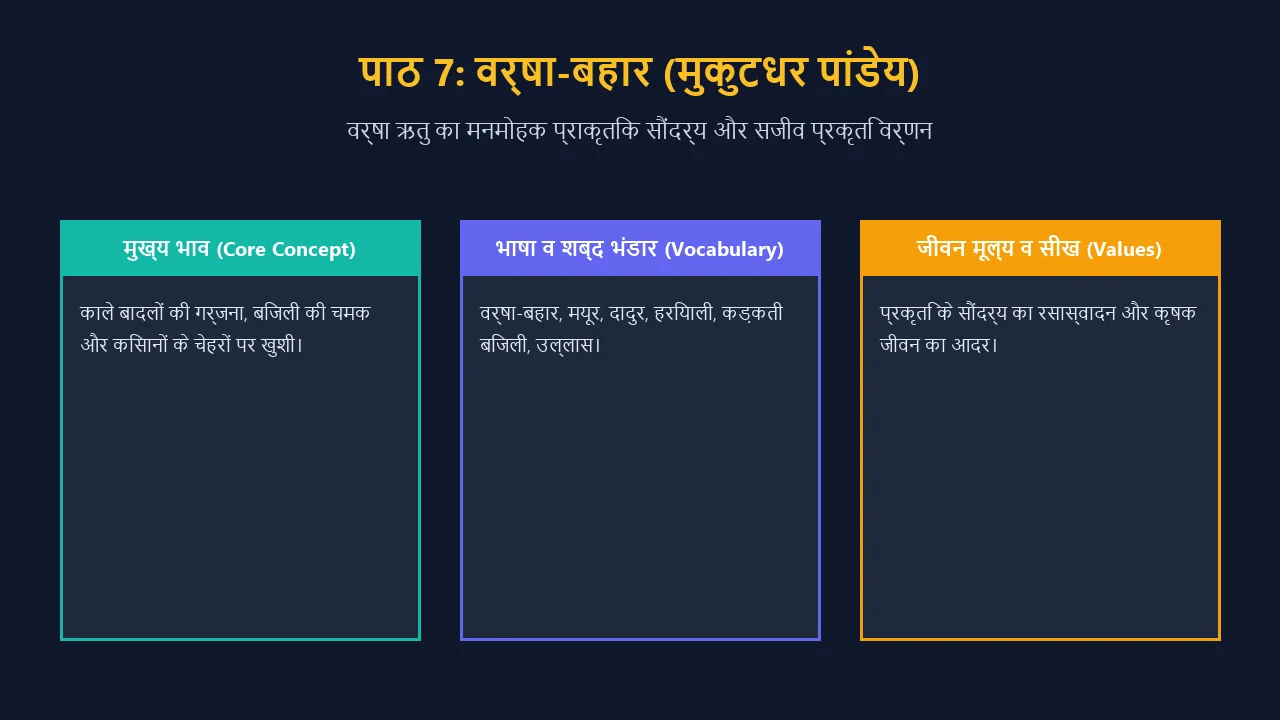 पाठ 7: वर्षा-बहार (मुकुटधर पांडेय)
वर्षा ऋतु का मनमोहक प्राकृतिक सौंदर्य और सजीव प्रकृति वर्णन
मुख्य भाव (Core Concept)
काले बादलों की गर्जना, बिजली की चमक
और किसानों के चेहरों पर खुशी।
भाषा व शब्द भंडार (Vocabulary)
वर्षा-बहार, मयूर, दादुर, हरियाली, कड़कती
बिजली, उल्लास।
जीवन मूल्य व सीख (Values)
प्रकृति के सौंदर्य का रसास्वादन और कृषक
जीवन का आदर।